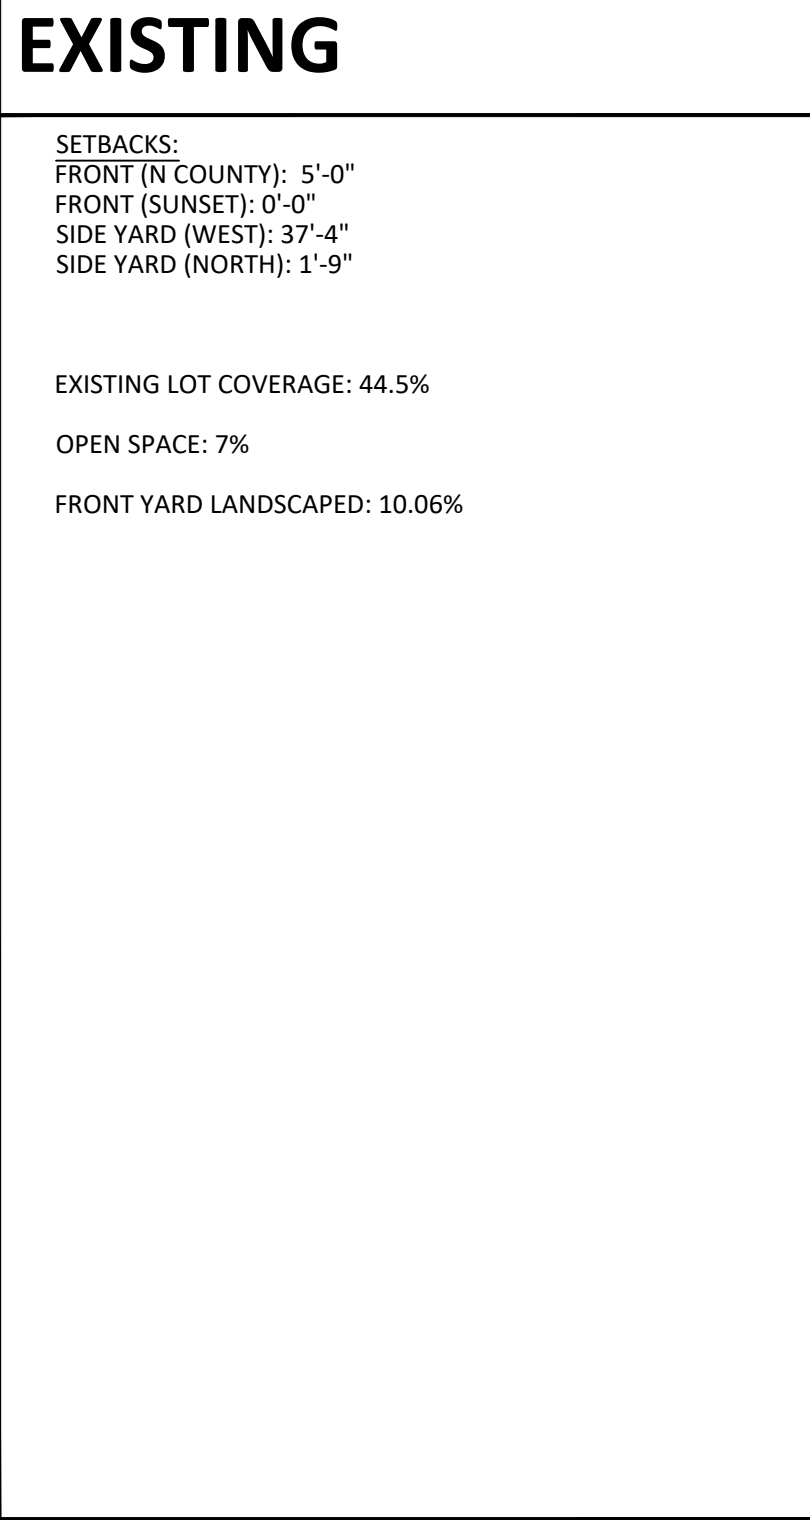 EXISTING
SETBACKS:
FRONT (N COUNTY):  5'-0"
FRONT (SUNSET): 0'-0"
SIDE YARD (WEST): 37'-4"
SIDE YARD (NORTH): 1'-9"
EXISTING LOT COVERAGE: 44.5%
OPEN SPACE: 7%
FRONT YARD LANDSCAPED: 10.06%